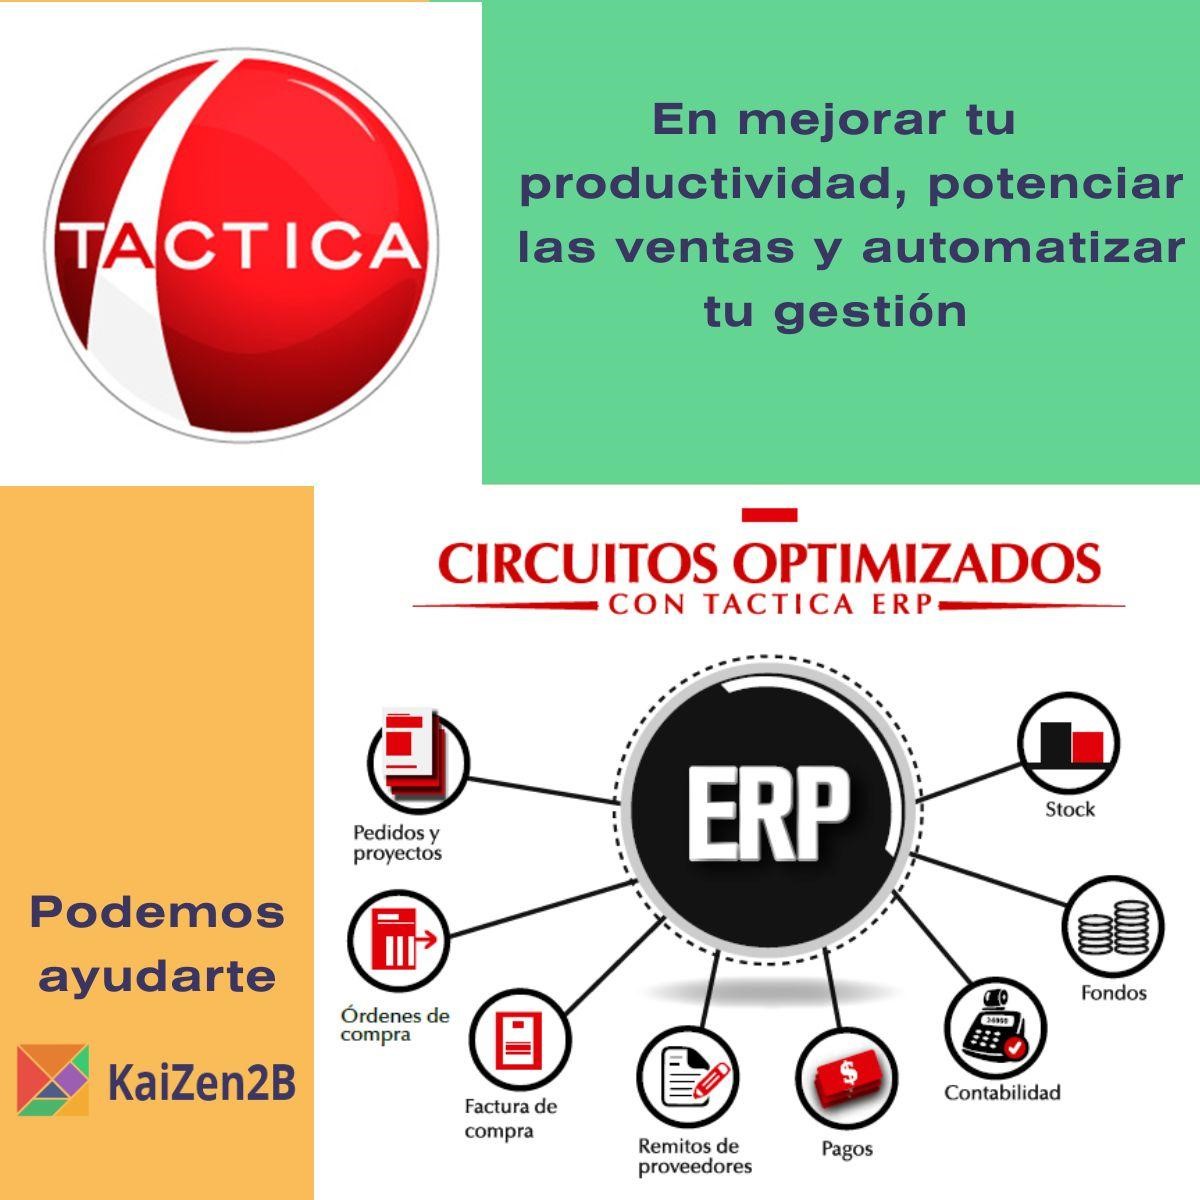 TACTICA
En mejorar tu
productividad, potenciar
las ventas y automatizar
tu gestión
Podemos
ayudarte
KaiZen2B
CIRCUITOS OPTIMIZADOS
CON TACTICA ERP
ERP
Pedidos y
proyectos
Órdenes de
compra
Factura de
compra
Remitos de
proveedores
$
Pagos
Contabilidad
Fondos
Stock